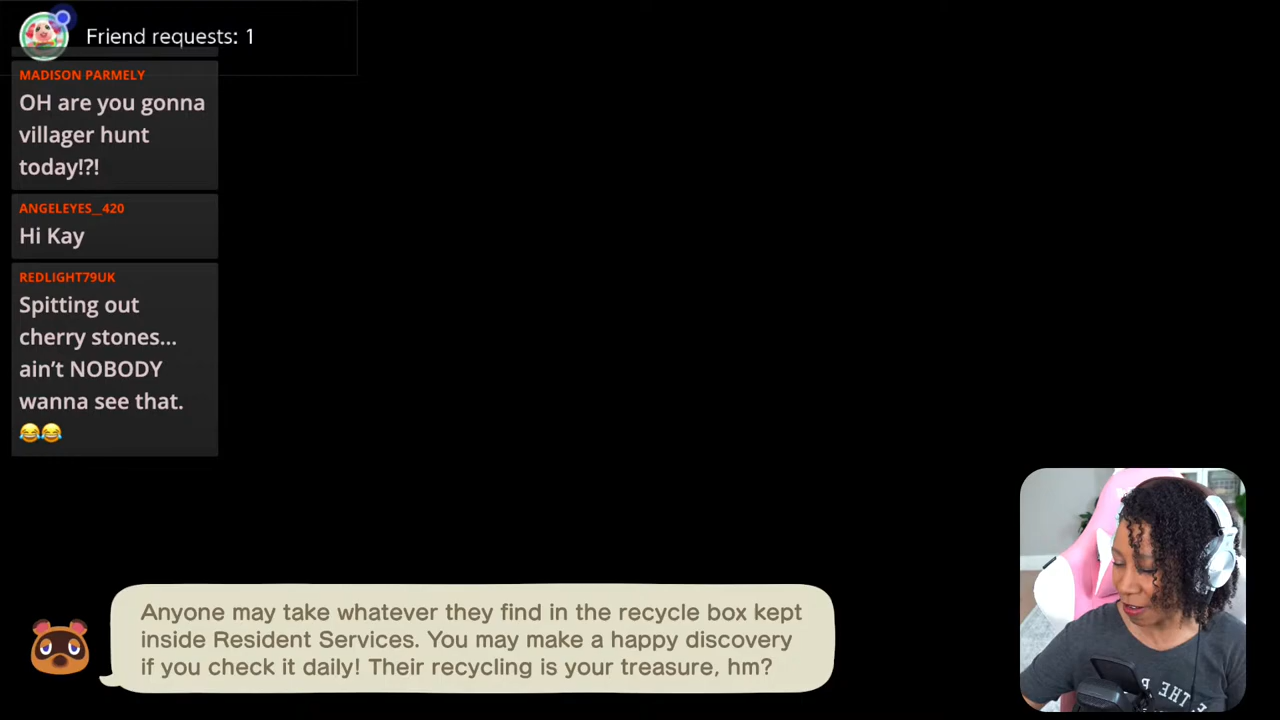 Friend requests: 1
MADISON PARMELY
OH are you gonna
villager hunt
today!?!
ANGELEYES__420
Hi Kay
REDLIGHT79UK
Spitting out
cherry stones...
ain't NOBODY
wanna see that.
😂😂
Anyone may take whatever they find in the recycle box kept
inside Resident Services. You may make a happy discovery
if you check it daily! Their recycling is your treasure, hm?